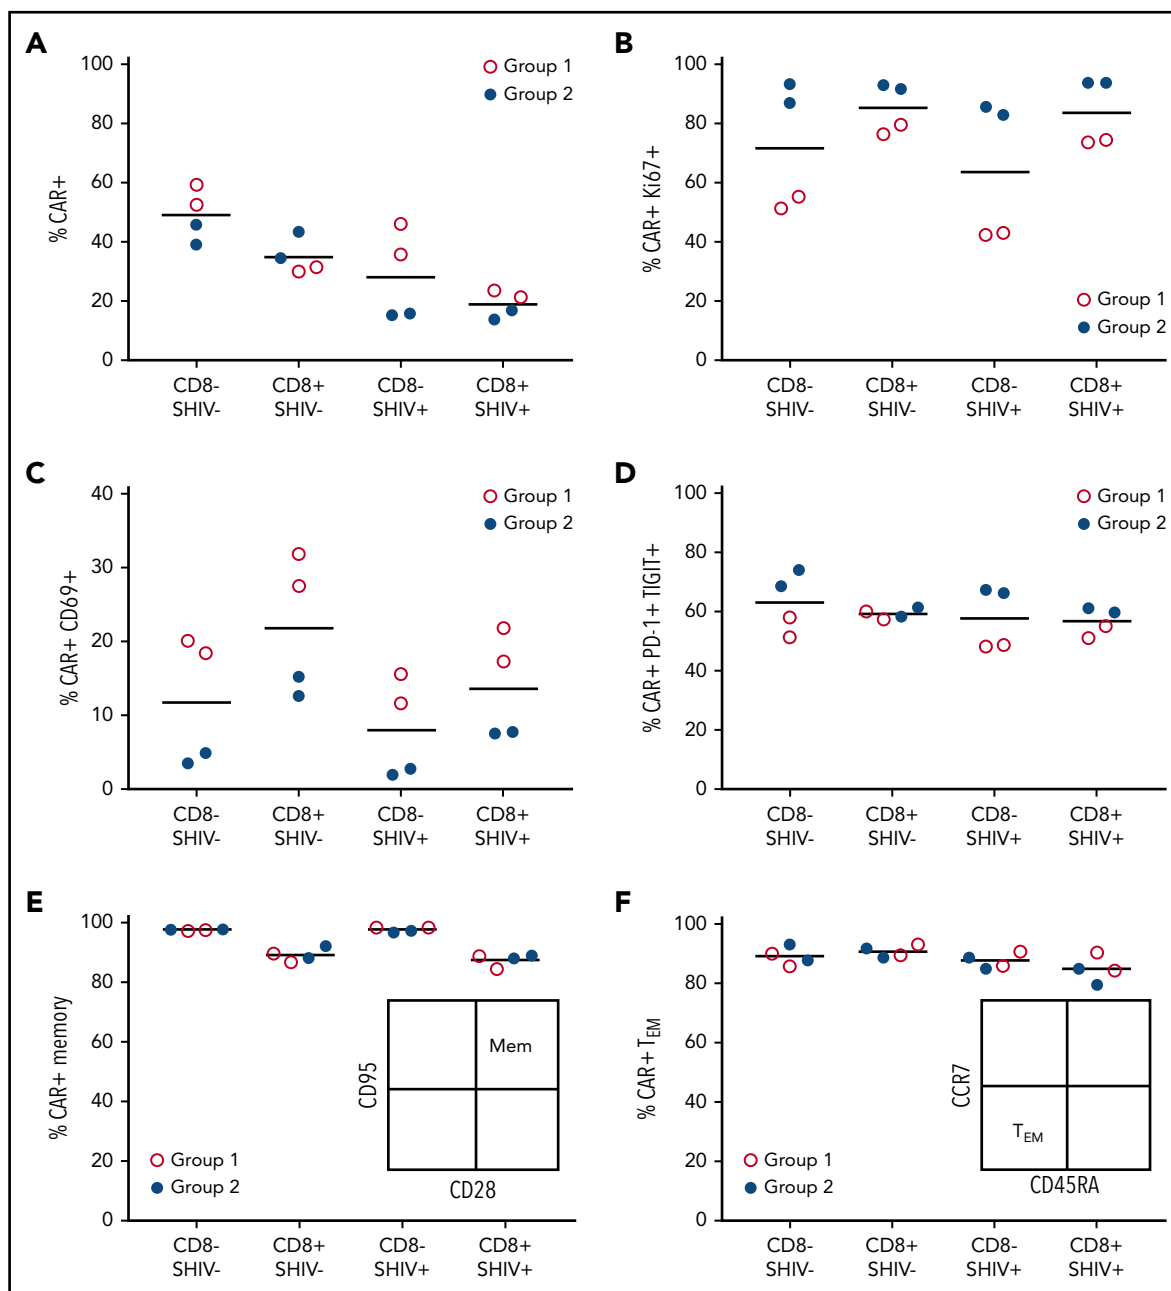 A
100
80
60
40
20
0
% CAR+
Group 1
Group 2
CD8-
SHIV-
CD8+
SHIV-
CD8-
SHIV+
CD8+
SHIV+
B
100
80
60
40
20
0
% CAR+ Ki67+
Group 1
Group 2
CD8-
SHIV-
CD8+
SHIV-
CD8-
SHIV+
CD8+
SHIV+
C
40
30
20
10
0
% CAR+ CD69+
Group 1
Group 2
CD8-
SHIV-
CD8+
SHIV-
CD8-
SHIV+
CD8+
SHIV+
D
100
80
60
40
20
0
% CAR+ PD-1+ TIGIT+
Group 1
Group 2
CD8-
SHIV-
CD8+
SHIV-
CD8-
SHIV+
CD8+
SHIV+
E
100
80
60
40
20
0
% CAR+ memory
Mem
CD95
CD28
Group 1
Group 2
CD8-
SHIV-
CD8+
SHIV-
CD8-
SHIV+
CD8+
SHIV+
F
100
80
60
40
20
0
% CAR+ TEM
CCR7
TEM
CD45RA
Group 1
Group 2
CD8-
SHIV-
CD8+
SHIV-
CD8-
SHIV+
CD8+
SHIV+